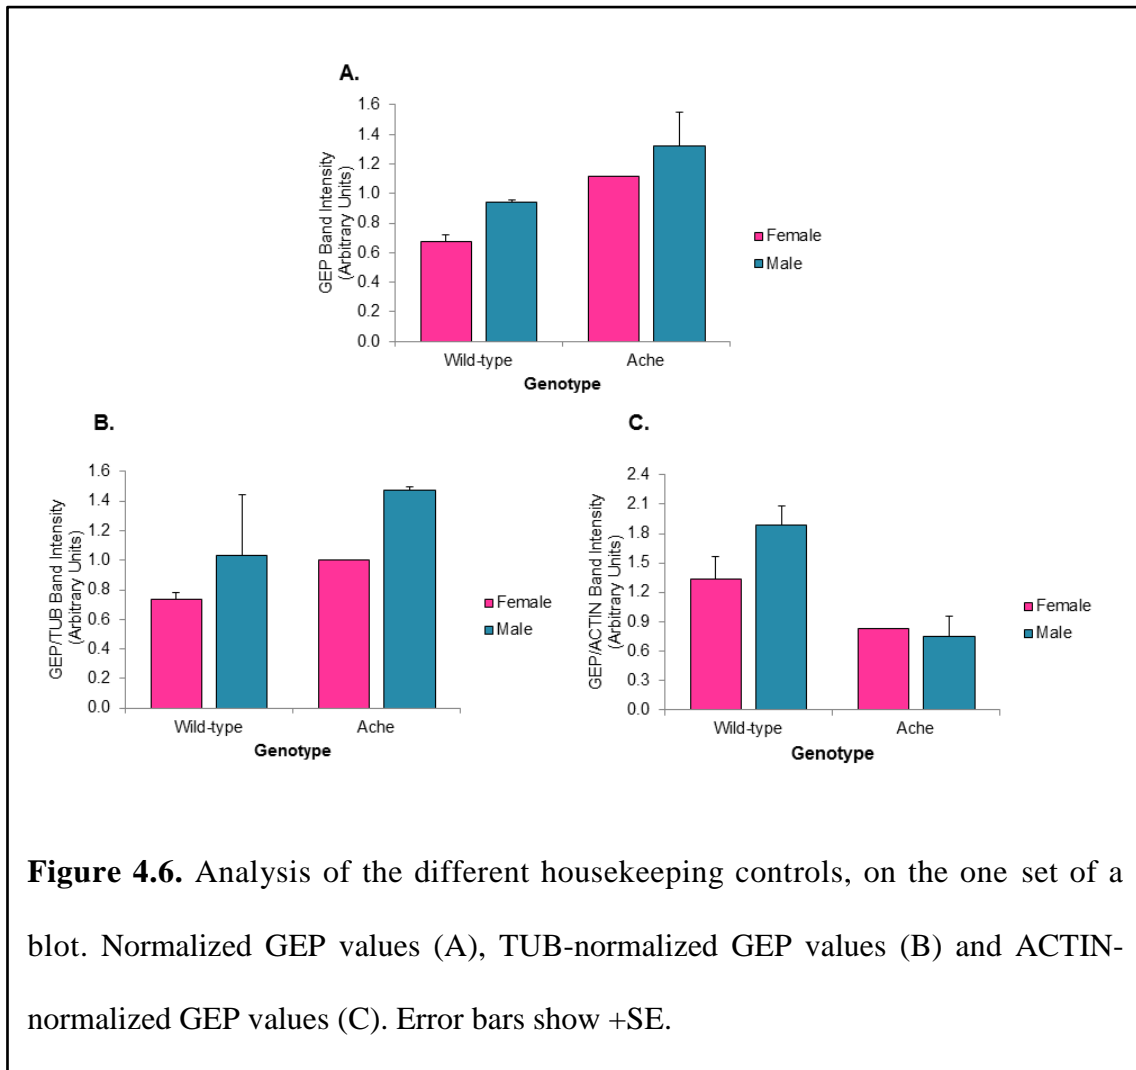 A.
GEP Band Intensity
(Arbitrary Units)
1.6
1.4
1.2
1.0
0.8
0.6
0.4
0.2
0.0
Wild-type
Ache
Genotype
Female
Male
B.
GEP/TUB Band Intensity
(Arbitrary Units)
1.6
1.4
1.2
1.0
0.8
0.6
0.4
0.2
0.0
Wild-type
Ache
Genotype
Female
Male
C.
GEP/ACTIN Band Intensity
(Arbitrary Units)
2.4
2.1
1.8
1.5
1.2
0.9
0.6
0.3
0.0
Wild-type
Ache
Genotype
Female
Male
Figure 4.6. Analysis of the different housekeeping controls, on the one set of a
blot. Normalized GEP values (A), TUB-normalized GEP values (B) and ACTIN-
normalized GEP values (C). Error bars show +SE.